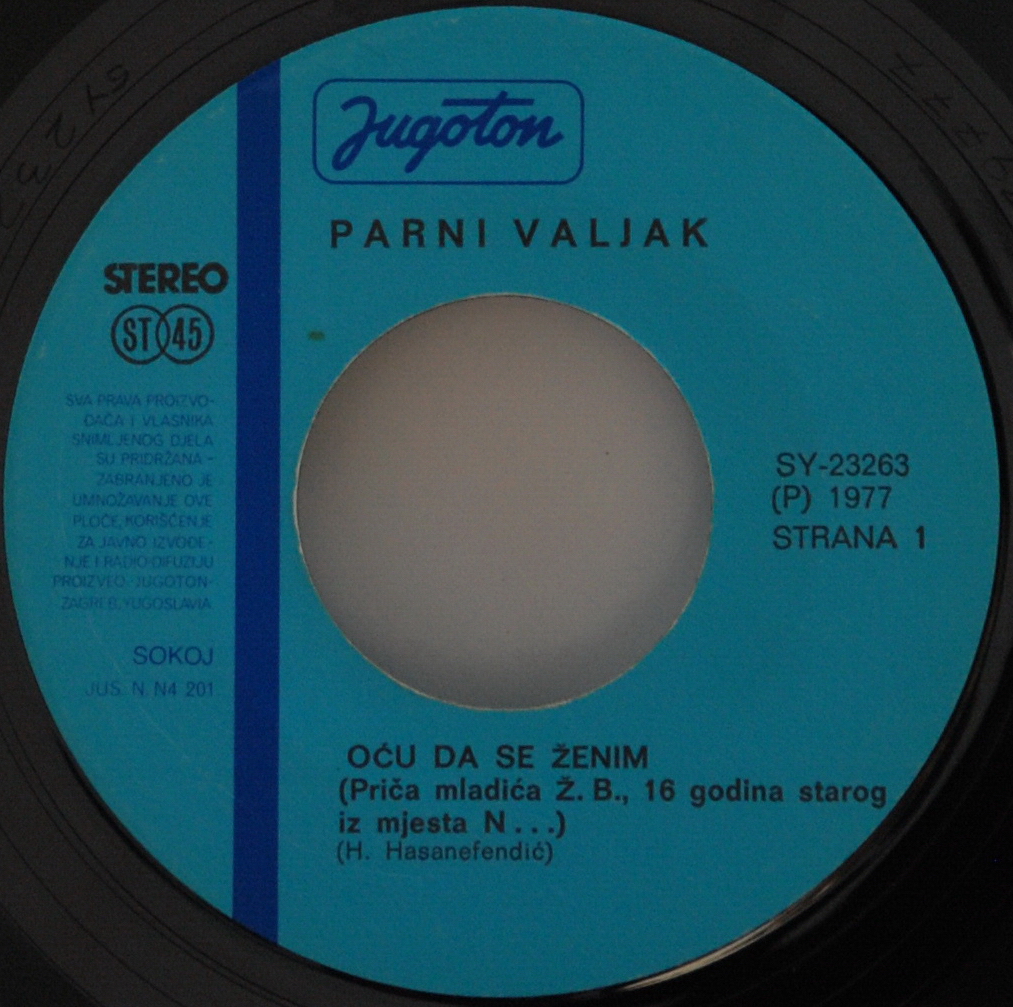 Jugoton
PARNI VALJAK
STEREO
ST 45
SVA PRAVA PROIZVO-
ĐAČA I VLASNIKA
SNIMLJENOG DJELA
SU PRIDRŽANA -
ZABRANJENO JE
UMNOŽAVANJE OVE
PLOČE, KORIŠĆENJE
ZA JAVNO IZVOĐE-
NJE I RADIO-DIFUZIJU
PROIZVEO: JUGOTON-
ZAGREB, YUGOSLAVIA
SOKOJ
JUS. N. N4 201
SY-23263
(P) 1977
STRANA 1
OĆU DA SE ŽENIM
(Priča mladića Ž. B., 16 godina starog
iz mjesta N . . .)
(H. Hasanefendić)